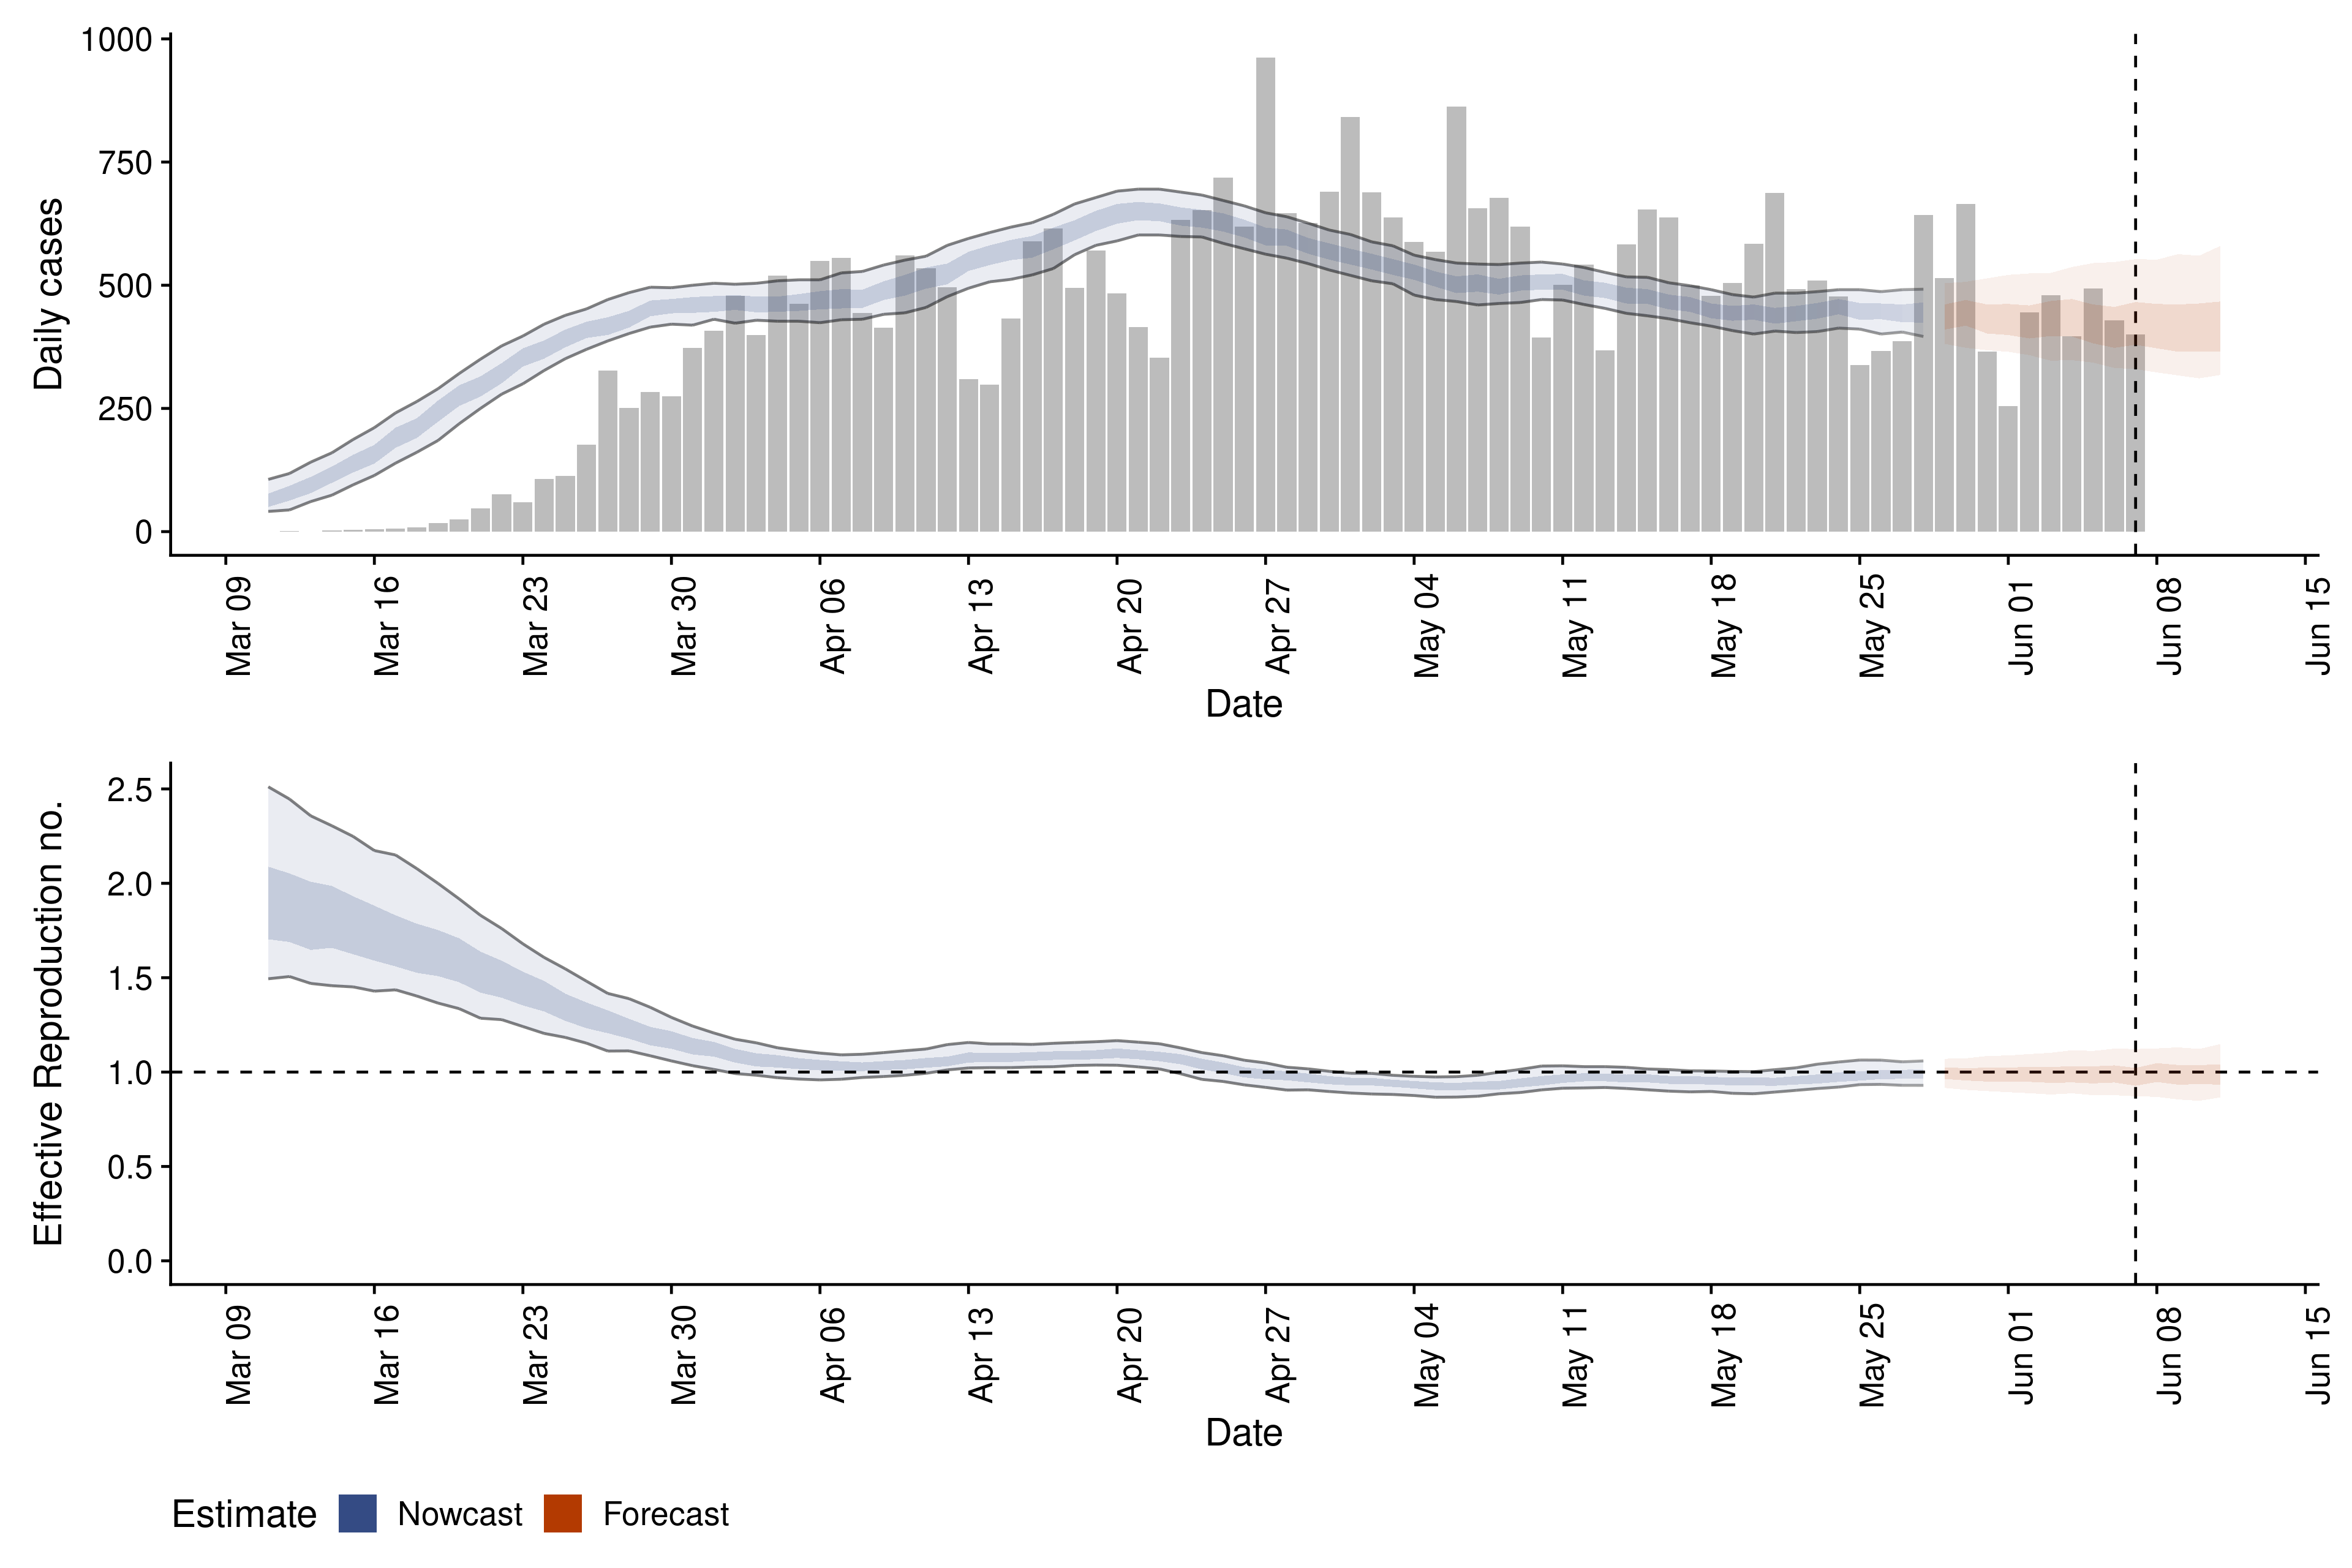 Daily cases
1000
750
500
250
0
Mar 09 Mar 16 Mar 23 Mar 30 Apr 06 Apr 13 Apr 20 Apr 27 May 04 May 11 May 18 May 25 Jun 01 Jun 08 Jun 15
Date
Effective Reproduction no.
2.5
2.0
1.5
1.0
0.5
0.0
Mar 09 Mar 16 Mar 23 Mar 30 Apr 06 Apr 13 Apr 20 Apr 27 May 04 May 11 May 18 May 25 Jun 01 Jun 08 Jun 15
Date
Estimate Nowcast Forecast